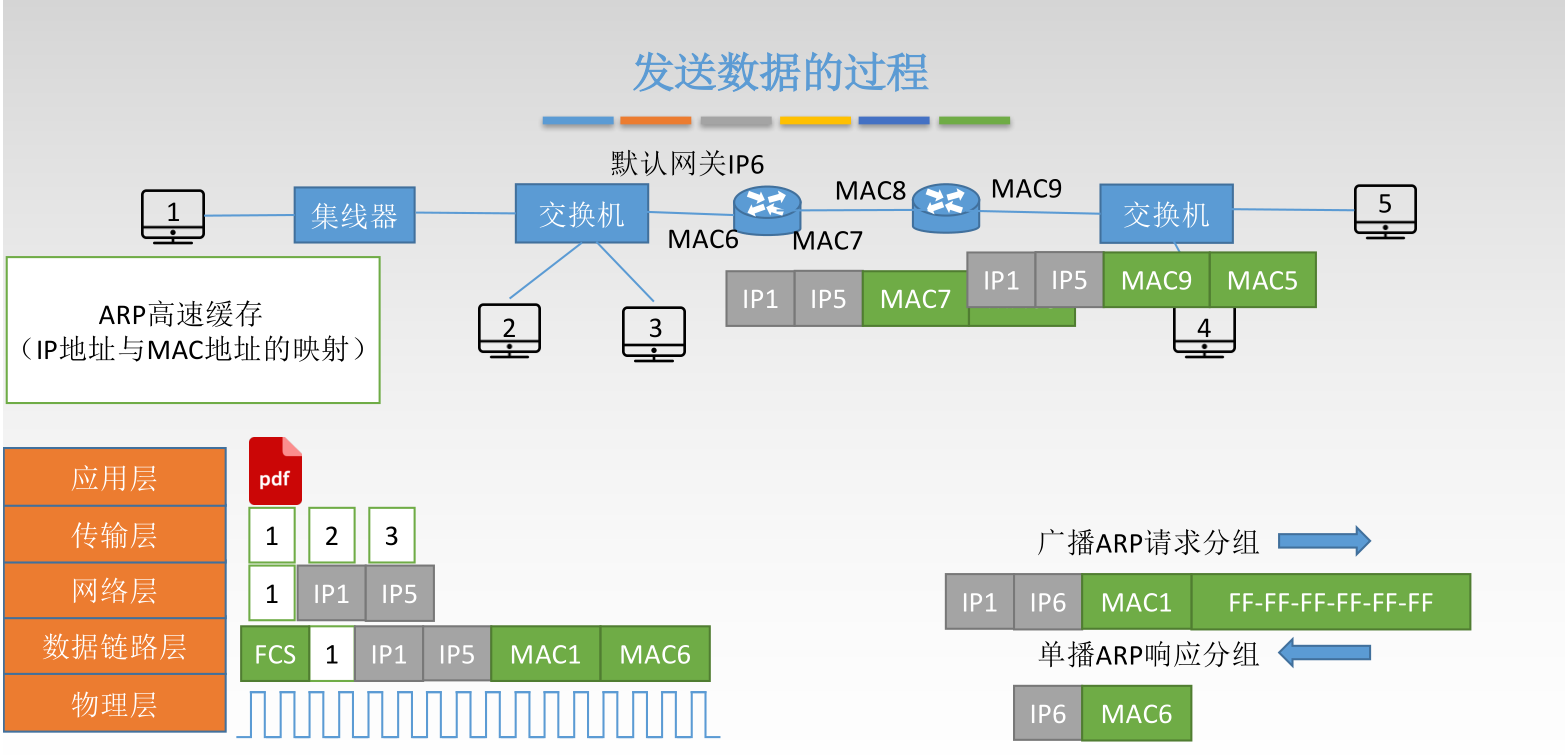 发送数据的过程
默认网关IP6
MAC8
MAC9
1
集线器
交换机
交换机
5
MAC6
MAC7
IP1 IP5 MAC9 MAC5
IP1 IP5 MAC7
ARP高速缓存
（IP地址与MAC地址的映射）
2
3
4
应用层
pdf
传输层
1 2 3
网络层
1 IP1 IP5
数据链路层
FCS 1 IP1 IP5 MAC1 MAC6
物理层
广播ARP请求分组
IP1 IP6 MAC1 FF-FF-FF-FF-FF-FF
单播ARP响应分组
IP6 MAC6